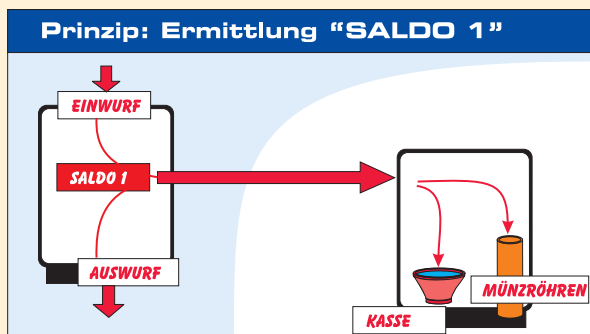 Prinzip: Ermittlung “SALDO 1”
EINWURF
SALDO 1
AUSWURF
MÜNZRÖHREN
KASSE